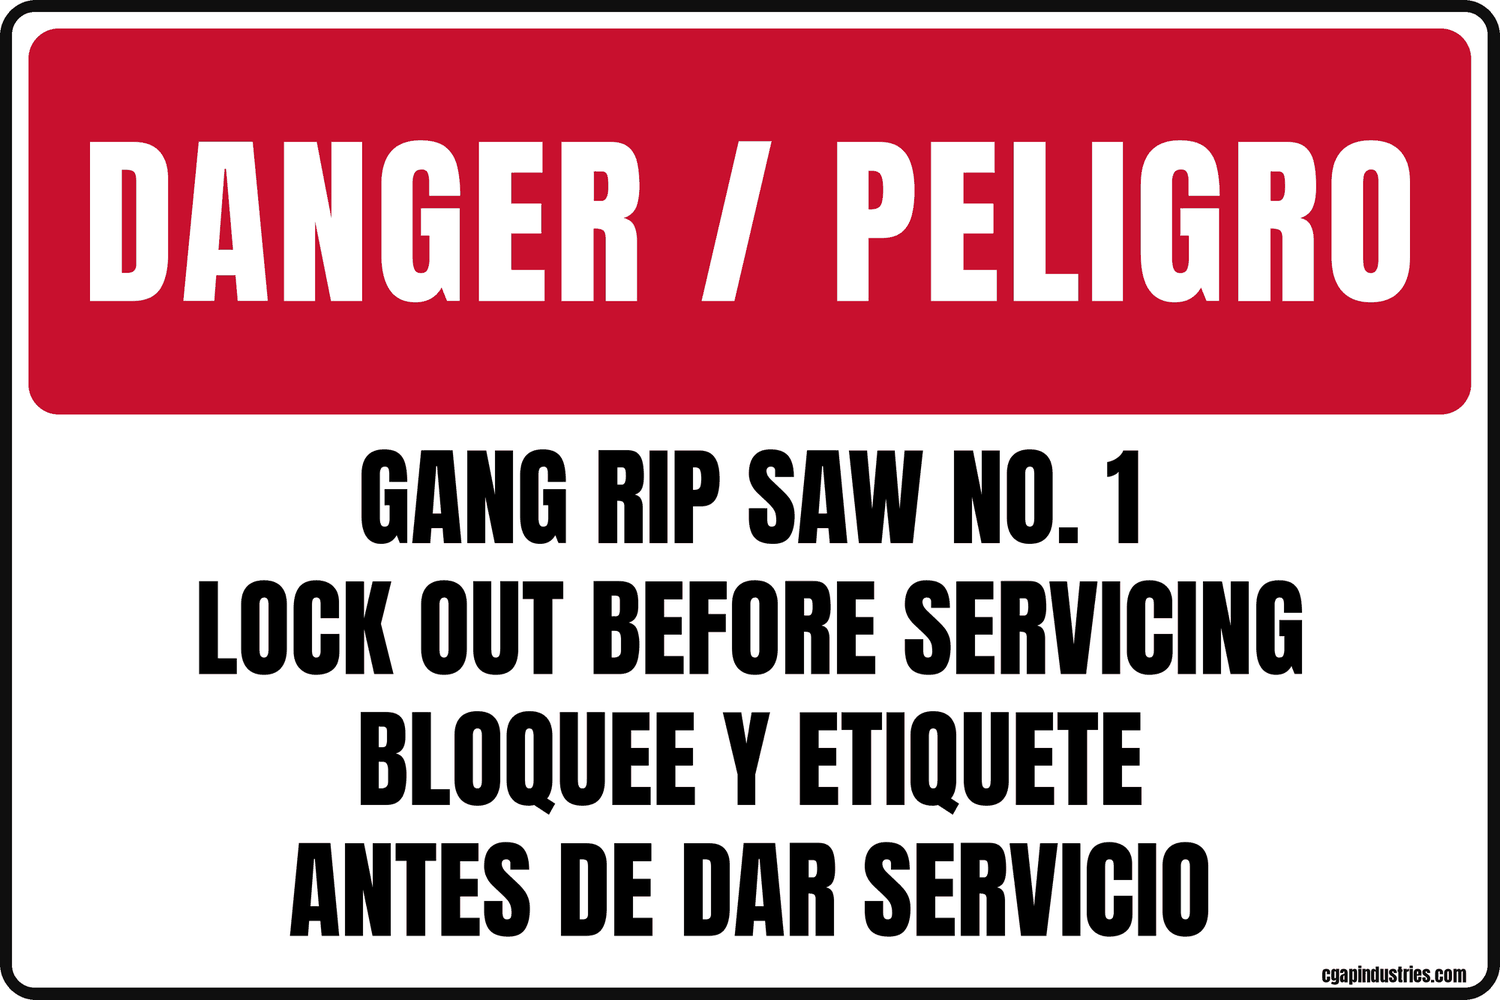 DANGER / PELIGRO
GANG RIP SAW NO. 1
LOCK OUT BEFORE SERVICING
BLOQUEE Y ETIQUETE
ANTES DE DAR SERVICIO
cgapindustries.com